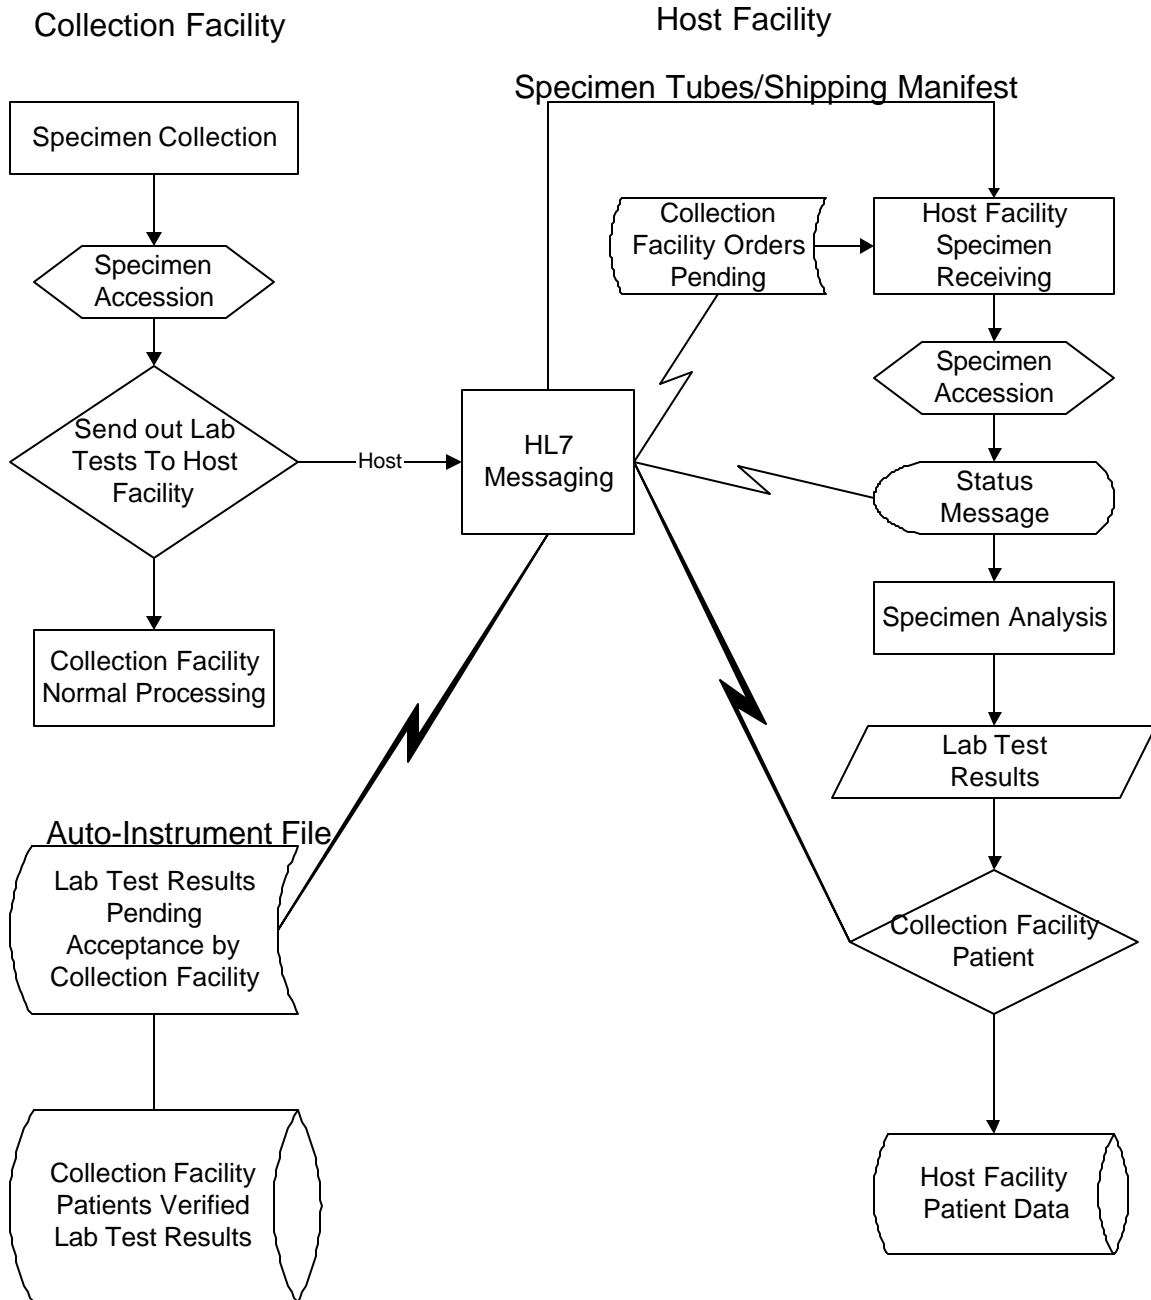 Collection Facility
Host Facility
Specimen Tubes/Shipping Manifest
Specimen Collection
Collection
Facility Orders
Pending
Host Facility
Specimen
Receiving
Specimen
Accession
Specimen
Accession
Send out Lab
Tests To Host
Facility
Host
HL7
Messaging
Status
Message
Specimen Analysis
Collection Facility
Normal Processing
Lab Test
Results
Auto-Instrument File
Lab Test Results
Pending
Acceptance by
Collection Facility
Collection Facility
Patient
Collection Facility
Patients Verified
Lab Test Results
Host Facility
Patient Data